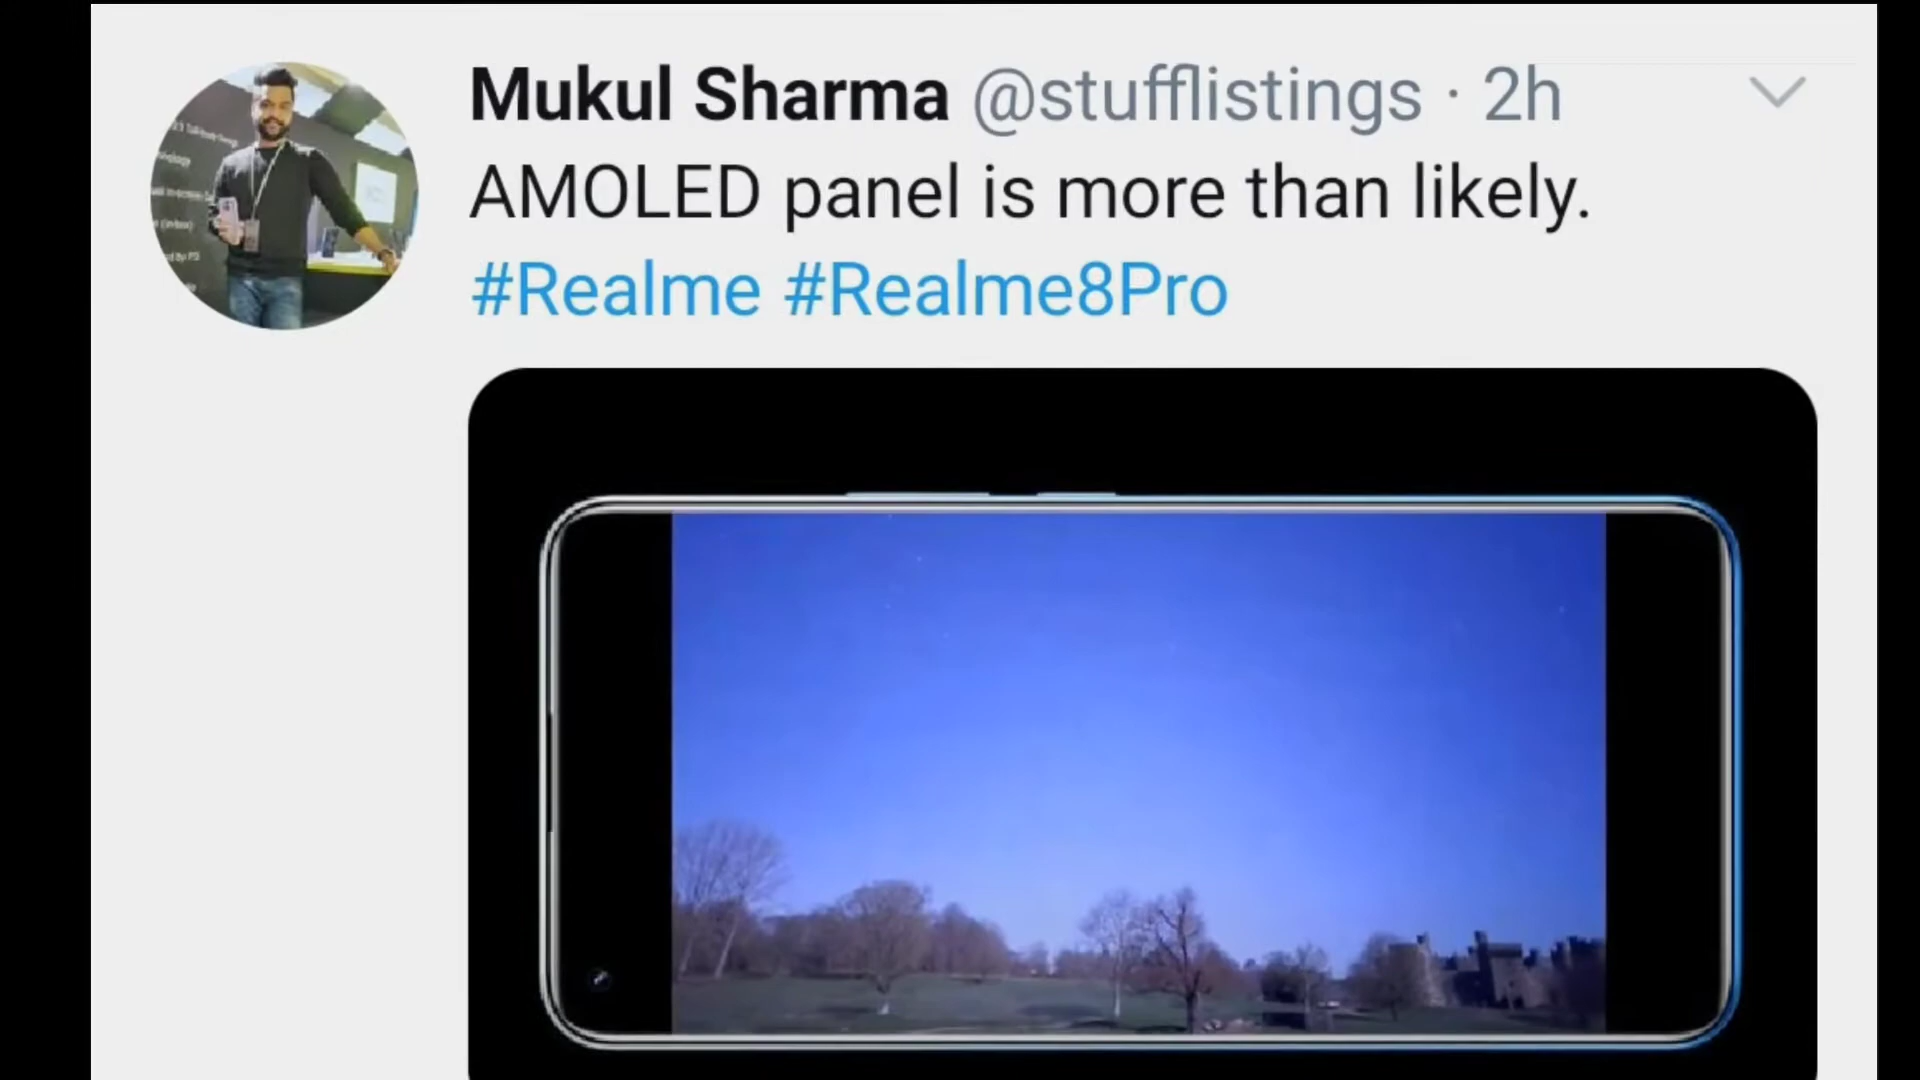 Mukul Sharma @stufflistings · 2h
AMOLED panel is more than likely.
#Realme #Realme8Pro